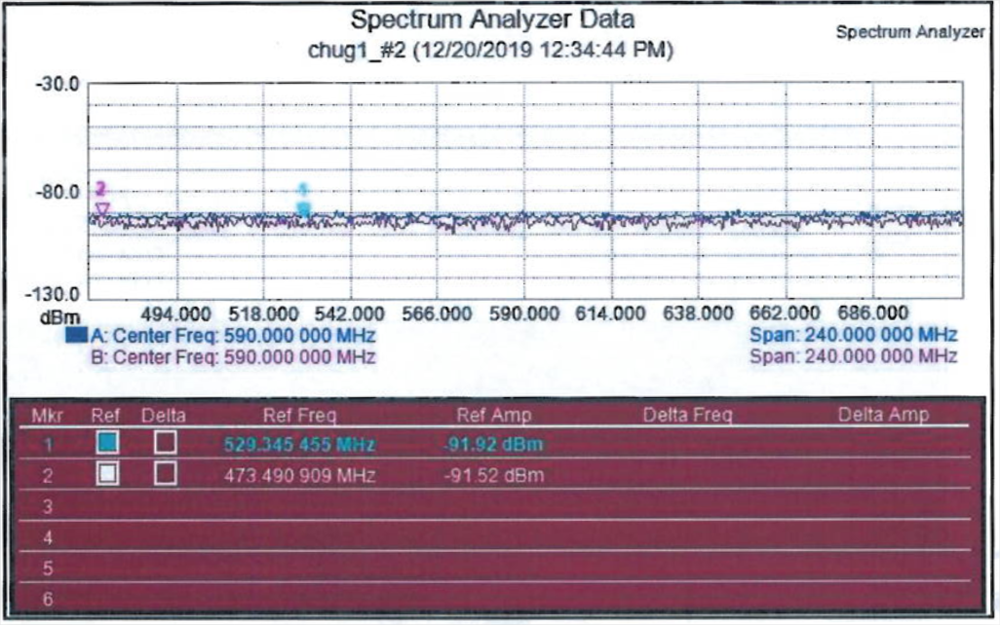 Spectrum Analyzer Data
Spectrum Analyzer
chug1_#2 (12/20/2019 12:34:44 PM)
-30.0
2 1
-80.0
-130.0
dBm 494.000 518.000 542.000 566.000 590.000 614.000 638.000 662.000 686.000
A: Center Freq: 590.000 000 MHz Span: 240.000 000 MHz
B: Center Freq: 590.000 000 MHz Span: 240.000 000 MHz
Mkr Ref Delta Ref Freq Ref Amp Delta Freq Delta Amp
1 529.345 455 MHz -91.92 dBm
2 473.490 909 MHz -91.52 dBm
3
4
5
6